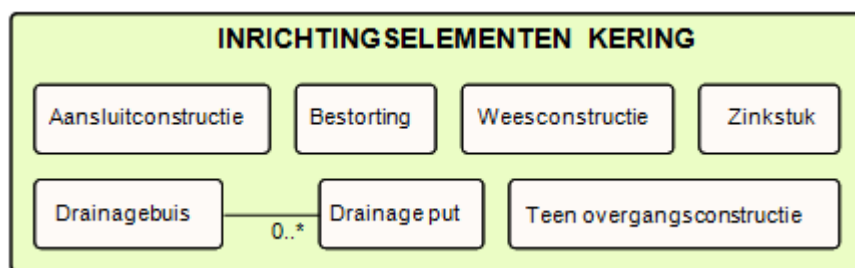 INRICHTINGSELEMENTEN KERING
Aansluitconstructie
Bestorting
Weesconstructie
Zinkstuk
Drainagebuis
0..*
Drainage put
Teen overgangsconstructie